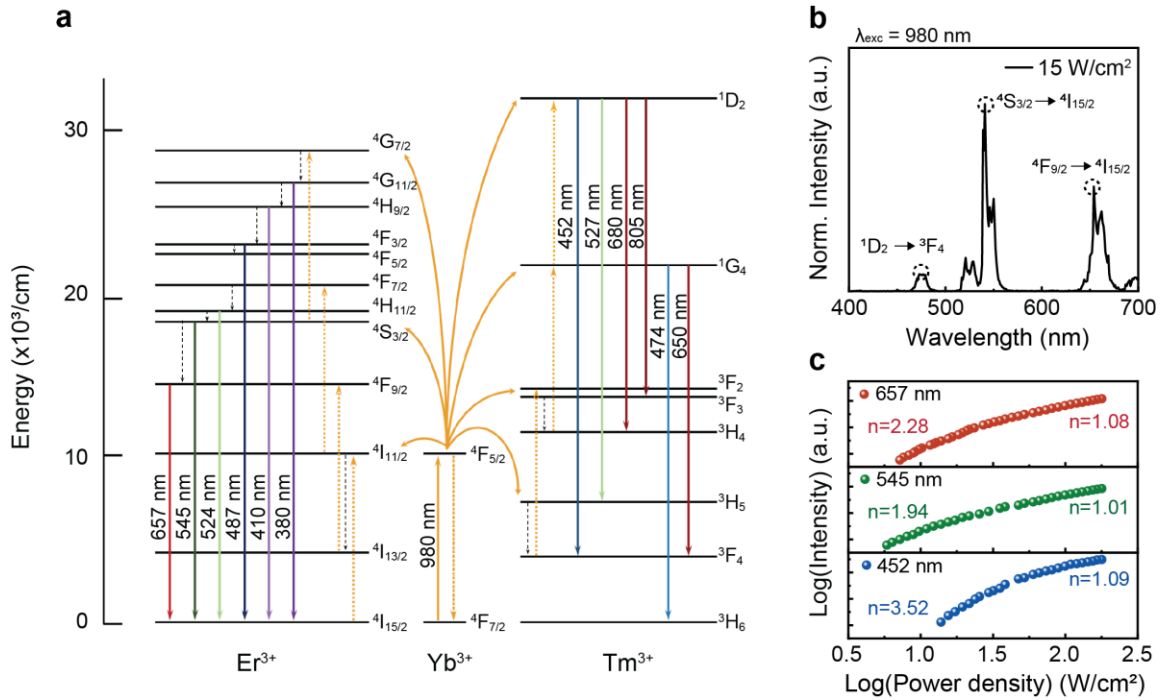 a
Energy (x10³/cm)
30
20
10
0
⁴G₇/₂
⁴G₁₁/₂
⁴H₉/₂
⁴F₃/₂
⁴F₅/₂
⁴F₇/₂
⁴H₁₁/₂
⁴S₃/₂
⁴F₉/₂
⁴I₁₁/₂
⁴I₁₃/₂
⁴I₁₅/₂
657 nm
545 nm
524 nm
487 nm
410 nm
380 nm
Er³⁺
980 nm
⁴F₅/₂
⁴F₇/₂
Yb³⁺
452 nm
527 nm
680 nm
805 nm
474 nm
650 nm
¹D₂
¹G₄
³F₂
³F₃
³H₄
³H₅
³F₄
³H₆
Tm³⁺
b
λexc = 980 nm
15 W/cm²
⁴S₃/₂ → ⁴I₁₅/₂
⁴F₉/₂ → ⁴I₁₅/₂
¹D₂ → ³F₄
Norm. Intensity (a.u.)
400 500 600 700
Wavelength (nm)
c
Log(Intensity) (a.u.)
657 nm
n=2.28 n=1.08
545 nm
n=1.94 n=1.01
452 nm
n=3.52 n=1.09
0.5 1.0 1.5 2.0 2.5
Log(Power density) (W/cm²)